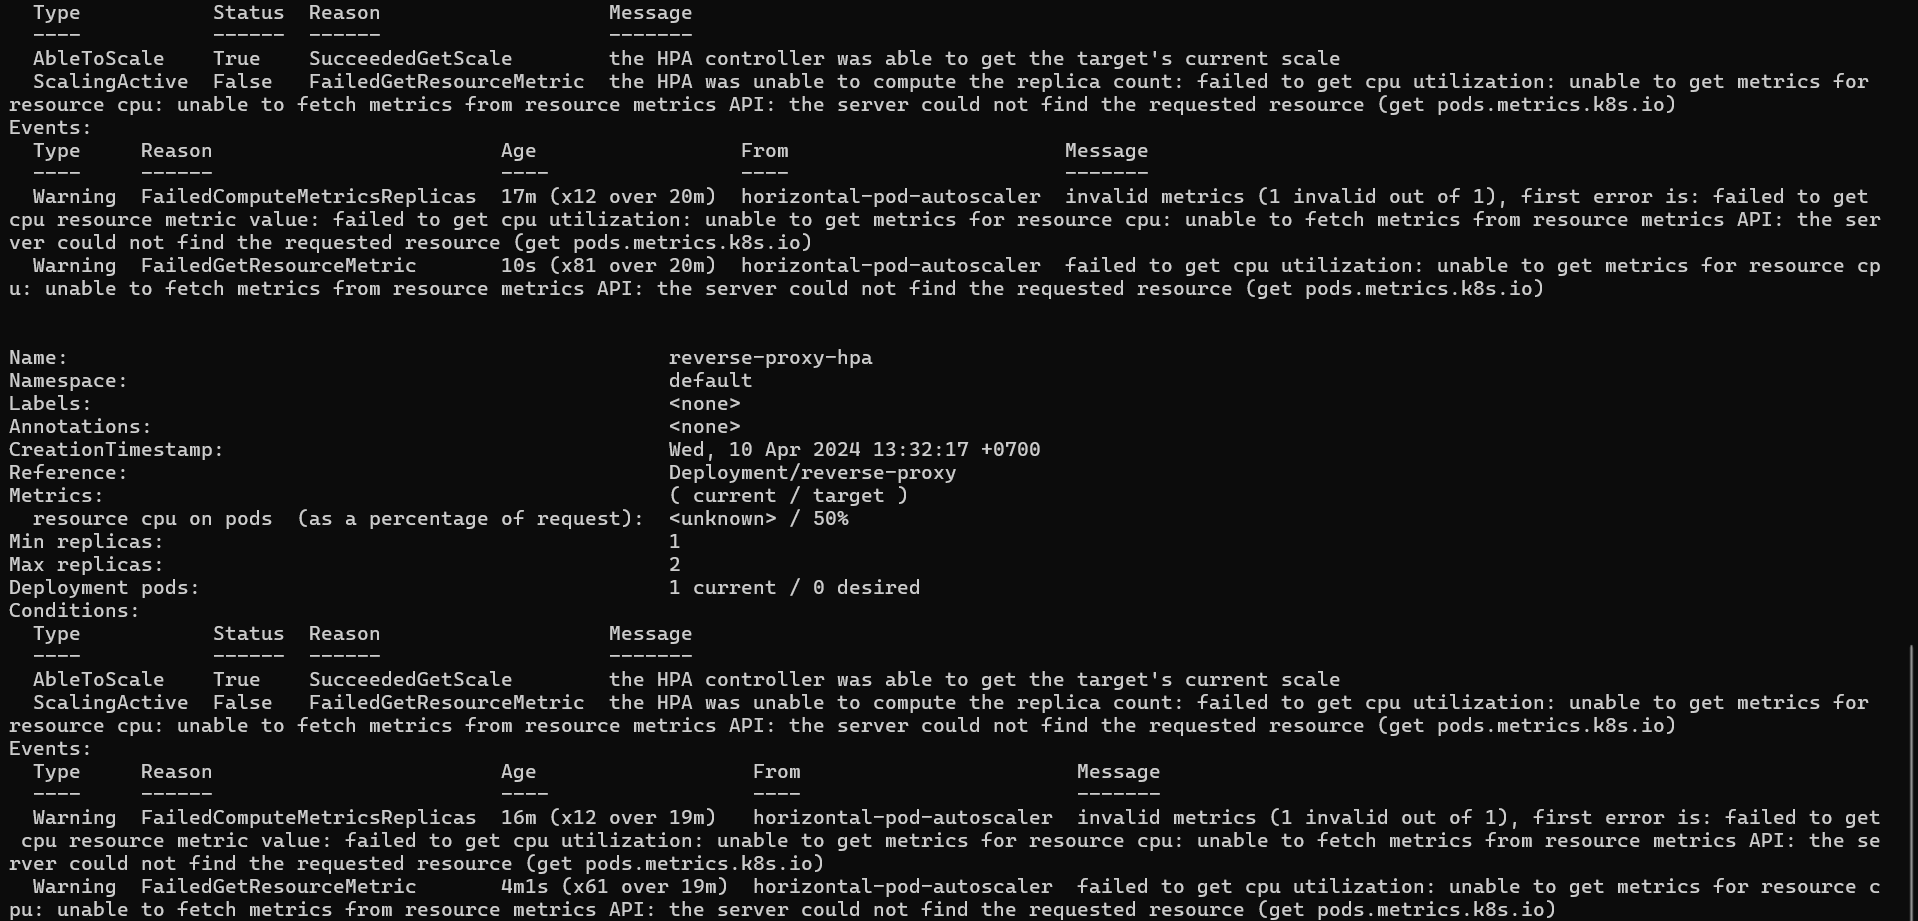 Type           Status  Reason                   Message
----           ------  ------                   -------
AbleToScale    True    SucceededGetScale        the HPA controller was able to get the target's current scale
ScalingActive  False   FailedGetResourceMetric  the HPA was unable to compute the replica count: failed to get cpu utilization: unable to get metrics for
resource cpu: unable to fetch metrics from resource metrics API: the server could not find the requested resource (get pods.metrics.k8s.io)
Events:
Type     Reason                        Age                 From                       Message
----     ------                        ----                ----                       -------
Warning  FailedComputeMetricsReplicas  17m (x12 over 20m)  horizontal-pod-autoscaler  invalid metrics (1 invalid out of 1), first error is: failed to get
cpu resource metric value: failed to get cpu utilization: unable to get metrics for resource cpu: unable to fetch metrics from resource metrics API: the ser
ver could not find the requested resource (get pods.metrics.k8s.io)
Warning  FailedGetResourceMetric       10s (x81 over 20m)  horizontal-pod-autoscaler  failed to get cpu utilization: unable to get metrics for resource cp
u: unable to fetch metrics from resource metrics API: the server could not find the requested resource (get pods.metrics.k8s.io)
Name:                                                  reverse-proxy-hpa
Namespace:                                             default
Labels:                                                <none>
Annotations:                                           <none>
CreationTimestamp:                                     Wed, 10 Apr 2024 13:32:17 +0700
Reference:                                             Deployment/reverse-proxy
Metrics:                                               ( current / target )
resource cpu on pods  (as a percentage of request):  <unknown> / 50%
Min replicas:                                          1
Max replicas:                                          2
Deployment pods:                                       1 current / 0 desired
Conditions:
Type           Status  Reason                   Message
----           ------  ------                   -------
AbleToScale    True    SucceededGetScale        the HPA controller was able to get the target's current scale
ScalingActive  False   FailedGetResourceMetric  the HPA was unable to compute the replica count: failed to get cpu utilization: unable to get metrics for
resource cpu: unable to fetch metrics from resource metrics API: the server could not find the requested resource (get pods.metrics.k8s.io)
Events:
Type     Reason                        Age                  From                       Message
----     ------                        ----                 ----                       -------
Warning  FailedComputeMetricsReplicas  16m (x12 over 19m)   horizontal-pod-autoscaler  invalid metrics (1 invalid out of 1), first error is: failed to get
cpu resource metric value: failed to get cpu utilization: unable to get metrics for resource cpu: unable to fetch metrics from resource metrics API: the se
rver could not find the requested resource (get pods.metrics.k8s.io)
Warning  FailedGetResourceMetric       4m1s (x61 over 19m)  horizontal-pod-autoscaler  failed to get cpu utilization: unable to get metrics for resource c
pu: unable to fetch metrics from resource metrics API: the server could not find the requested resource (get pods.metrics.k8s.io)